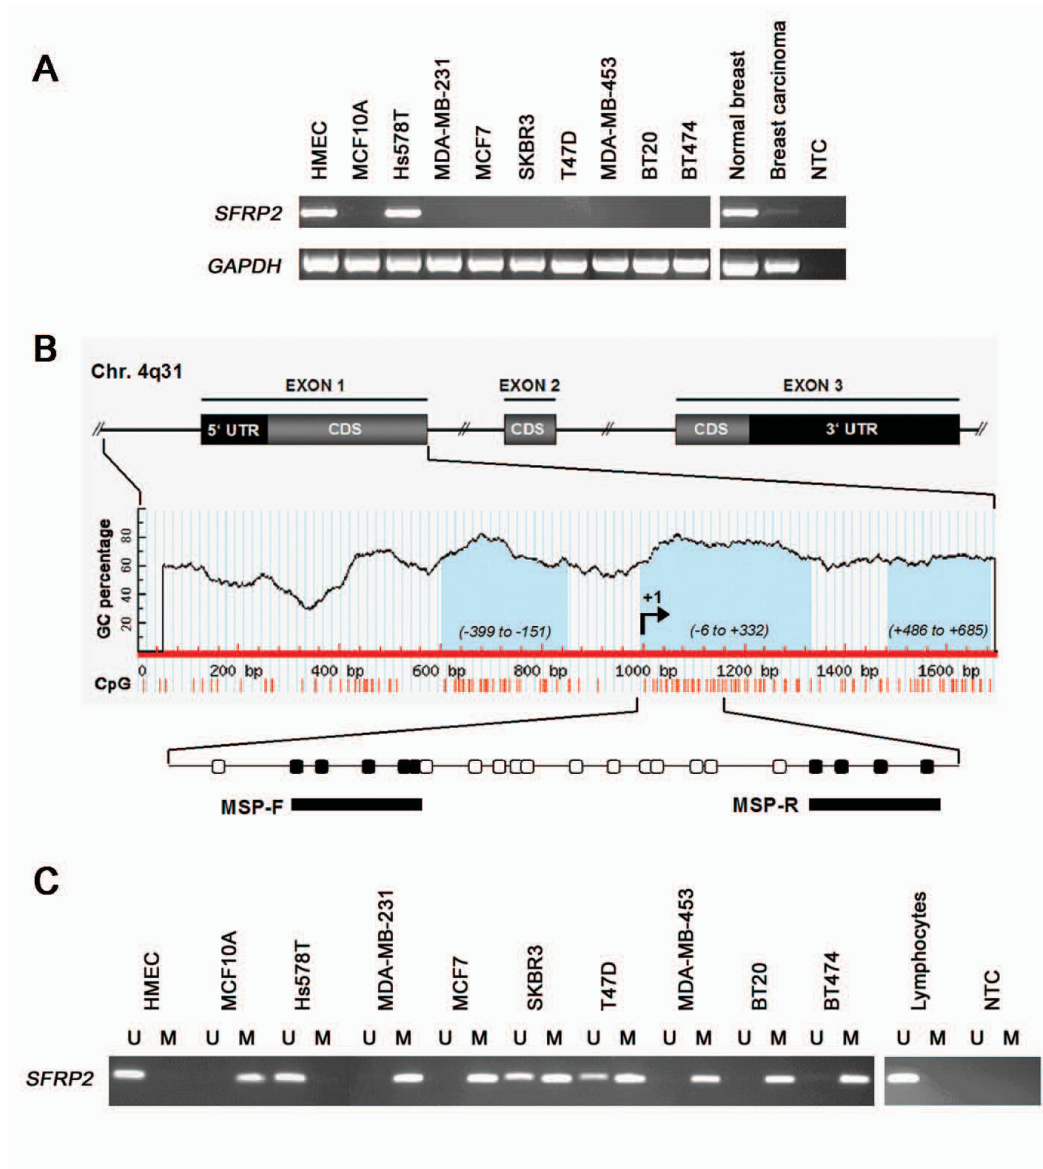 A
HMEC
MCF10A
Hs578T
MDA-MB-231
MCF7
SKBR3
T47D
MDA-MB-453
BT20
BT474
Normal breast
Breast carcinoma
NTC
SFRP2
GAPDH
B
Chr. 4q31
EXON 1
EXON 2
EXON 3
5' UTR
CDS
CDS
CDS
3' UTR
GC percentage
80
60
40
20
+1
(-399 to -151)
(-6 to +332)
(+486 to +685)
0 200 bp 400 bp 600 bp 800 bp 1000 bp 1200 bp 1400 bp 1600 bp
CpG
MSP-F
MSP-R
C
HMEC
MCF10A
Hs578T
MDA-MB-231
MCF7
SKBR3
T47D
MDA-MB-453
BT20
BT474
Lymphocytes
NTC
U M U M U M U M U M U M U M U M U M U M U M U M
SFRP2